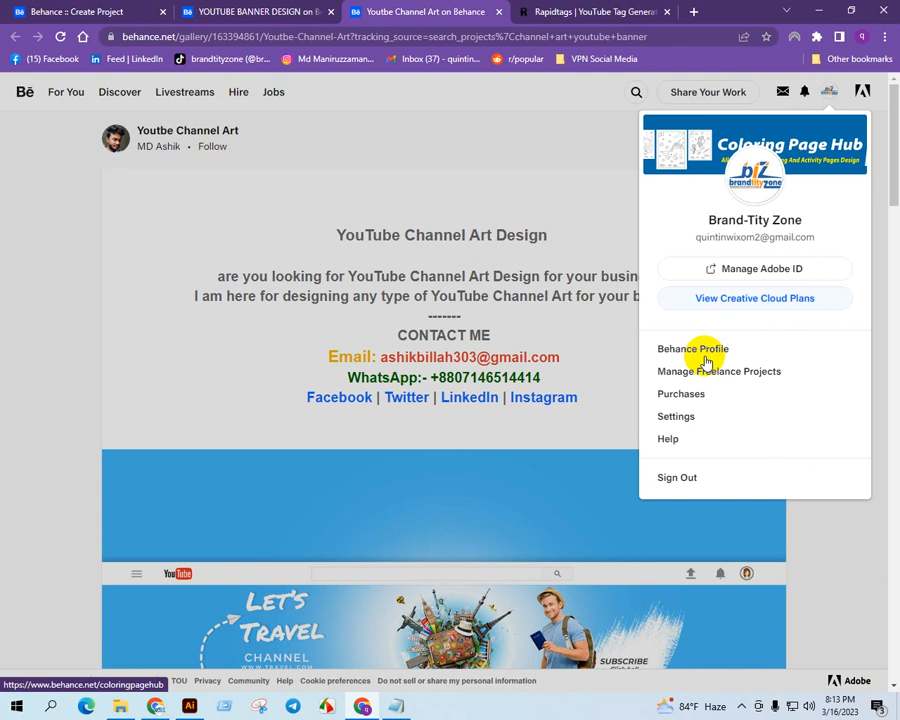 Behance :: Create Project
YOUTUBE BANNER DESIGN on B
Youtbe Channel Art on Behance
Rapidtags | YouTube Tag Generat
behance.net/gallery/163394861/Youtbe-Channel-Art?tracking_source=search_projects%7Cchannel+art+youtube+banner
q
(15) Facebook
Feed | LinkedIn
brandtityzone (@br...
Md Maniruzzaman...
Inbox (37) - quintin...
r/popular
VPN Social Media
Other bookmarks
Bē
For You
Discover
Livestreams
Hire
Jobs
Share Your Work
Youtbe Channel Art
MD Ashik · Follow
Coloring Page Hub
And Activity Pages Design
btZ
brandtityzone
Brand-Tity Zone
quintinwixom2@gmail.com
Manage Adobe ID
View Creative Cloud Plans
Behance Profile
Manage Freelance Projects
Purchases
Settings
Help
Sign Out
YouTube Channel Art Design
are you looking for YouTube Channel Art Design for your busin
I am here for designing any type of YouTube Channel Art for your b
-------
CONTACT ME
Email: ashikbillah303@gmail.com
WhatsApp:- +8807146514414
Facebook | Twitter | LinkedIn | Instagram
YouTube
LET'S
TRAVEL
CHANNEL
SUBSCRIBE
TOU
Privacy
Community
Help
Cookie preferences
Do not sell or share my personal information
Adobe
https://www.behance.net/coloringpagehub
Ai
84°F Haze
8:13 PM
3/16/2023
3